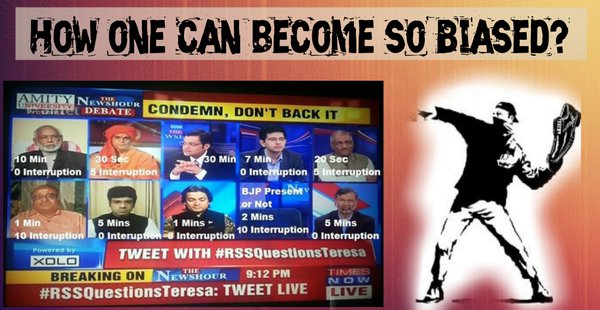 HOW ONE CAN BECOME SO BIASED?
AMITY
UNIVERSITY
PRESENTS
THE
NEWSHOUR
DEBATE
CONDEMN, DON'T BACK IT
10 Min
0 Interruption
30 Sec
5 Interruption
30 Min
7 Min
0 Interruption
20 Sec
5 Interruption
1 Min
10 Interruption
5 Mins
0 Interruption
1 Mins
8 Interruption
BJP Present
or Not
2 Mins
10 Interruption
5 Mins
0 Interruption
Powered by
XOLO
TWEET WITH #RSSQuestionsTeresa
BREAKING ON THE NEWSHOUR 9:12 PM
#RSSQuestionsTeresa: TWEET LIVE
TIMES
NOW
LIVE